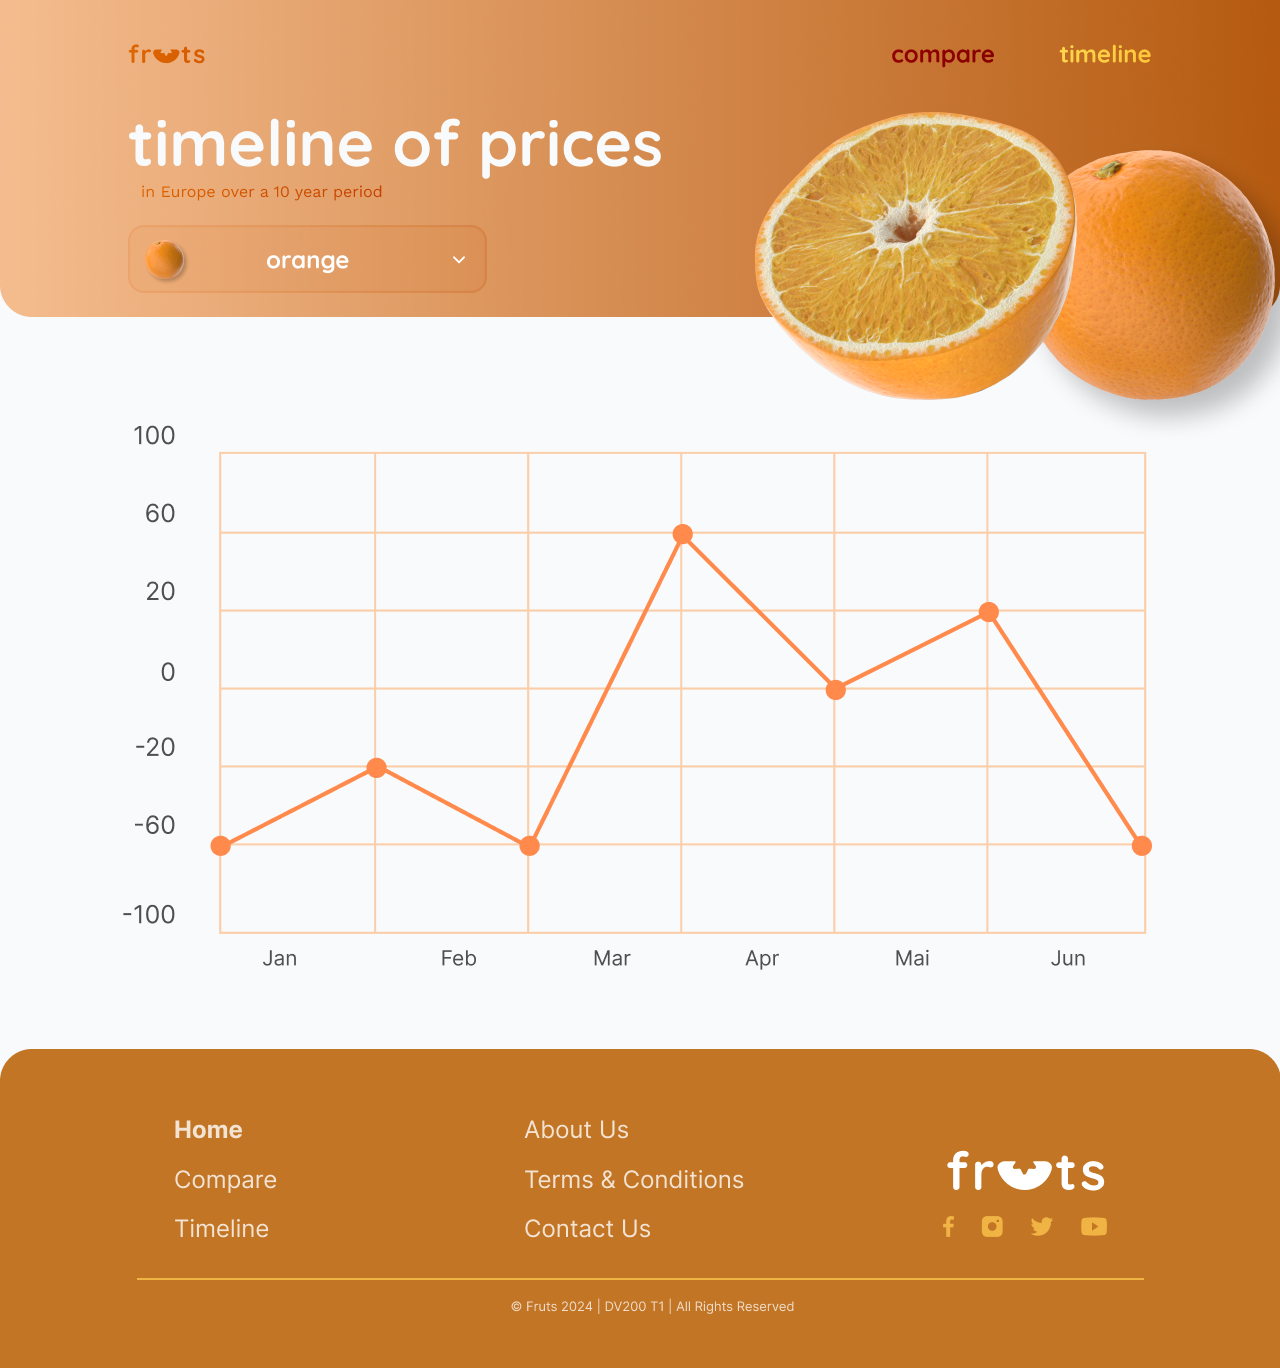 fruts
compare
timeline
timeline of prices
in Europe over a 10 year period
orange
100
60
20
0
-20
-60
-100
Jan
Feb
Mar
Apr
Mai
Jun
Home
About Us
Compare
Terms & Conditions
Timeline
Contact Us
fruts
© Fruts 2024 | DV200 T1 | All Rights Reserved